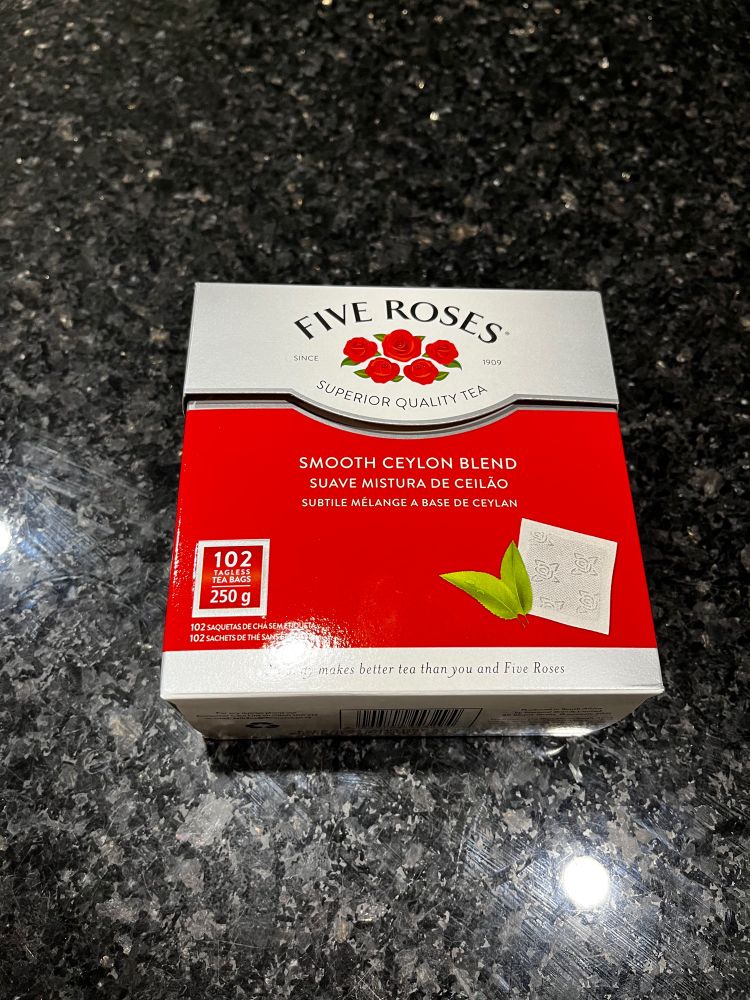 FIVE ROSES
SINCE 1909
SUPERIOR QUALITY TEA
SMOOTH CEYLON BLEND
SUAVE MISTURA DE CEILÃO
SUBTILE MÉLANGE A BASE DE CEYLAN
102
TAGLESS
TEA BAGS
250 g
102 SAQUETAS DE CHÁ SEM ETIQUETA
102 SACHETS DE THÉ SANS
makes better tea than you and Five Roses